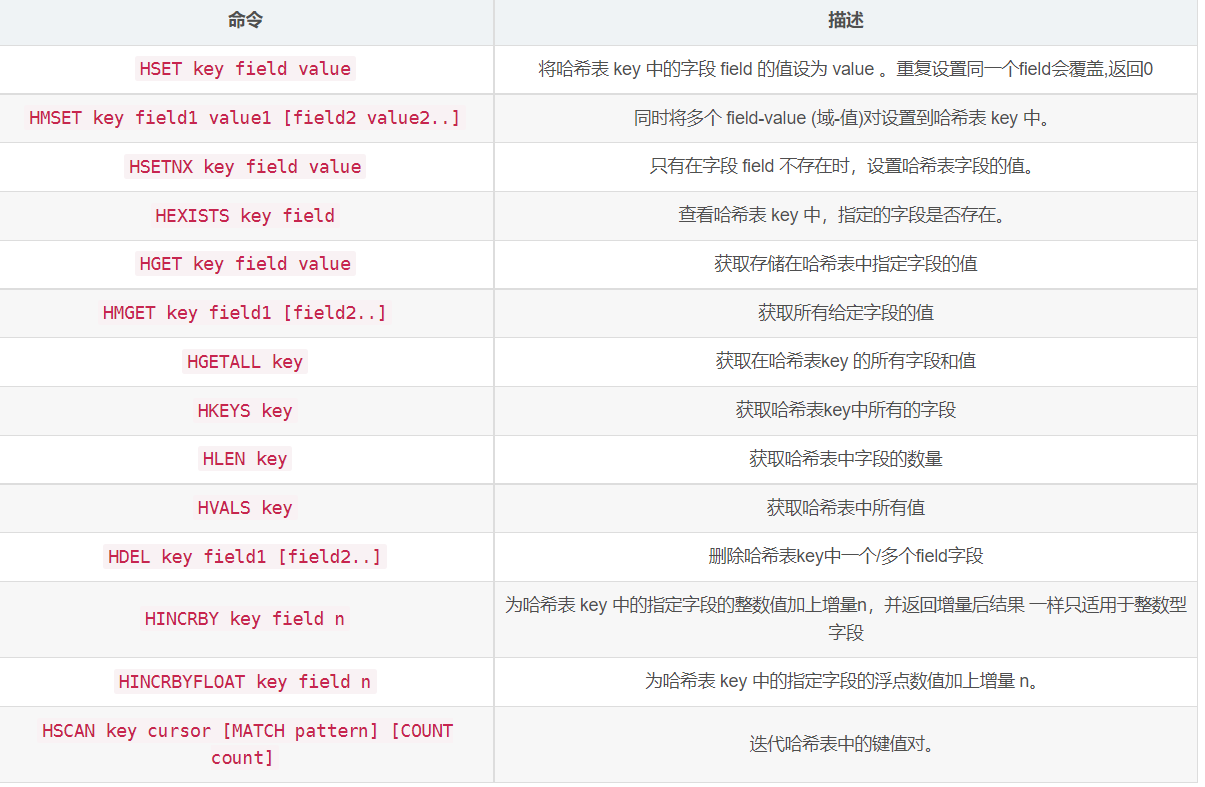 命令 描述
HSET key field value 将哈希表 key 中的字段 field 的值设为 value 。重复设置同一个field会覆盖,返回0
HMSET key field1 value1 [field2 value2..] 同时将多个 field-value (域-值)对设置到哈希表 key 中。
HSETNX key field value 只有在字段 field 不存在时，设置哈希表字段的值。
HEXISTS key field 查看哈希表 key 中，指定的字段是否存在。
HGET key field value 获取存储在哈希表中指定字段的值
HMGET key field1 [field2..] 获取所有给定字段的值
HGETALL key 获取在哈希表key 的所有字段和值
HKEYS key 获取哈希表key中所有的字段
HLEN key 获取哈希表中字段的数量
HVALS key 获取哈希表中所有值
HDEL key field1 [field2..] 删除哈希表key中一个/多个field字段
HINCRBY key field n 为哈希表 key 中的指定字段的整数值加上增量n，并返回增量后结果 一样只适用于整数型
字段
HINCRBYFLOAT key field n 为哈希表 key 中的指定字段的浮点数值加上增量 n。
HSCAN key cursor [MATCH pattern] [COUNT
count] 迭代哈希表中的键值对。